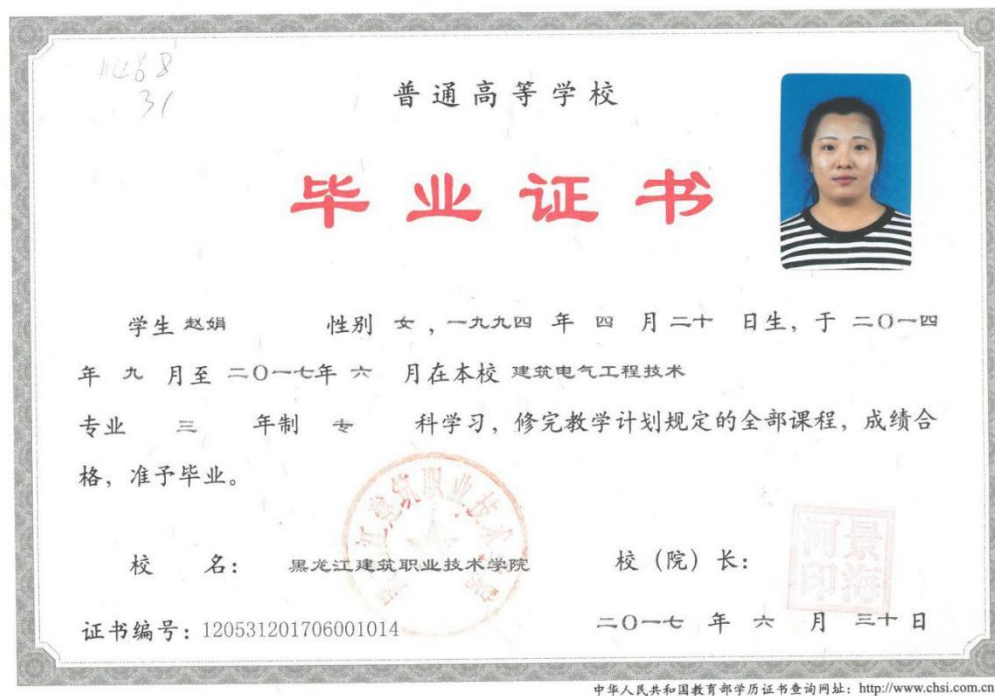 31
普通高等学校
毕业证书
学生 赵娟 性别 女 ,一九九四 年 四 月 二十 日生, 于 二〇一四
年 九 月至 二〇一七年 六 月在本校 建筑电气工程技术
专业 三 年制 专 科学习, 修完教学计划规定的全部课程, 成绩合
格, 准予毕业。
校 名: 黑龙江建筑职业技术学院 校 (院) 长:
景海河印
证书编号: 120531201706001014 二〇一七 年 六 月 三十 日
中华人民共和国教育部学历证书查询网址: http://www.chsi.com.cn